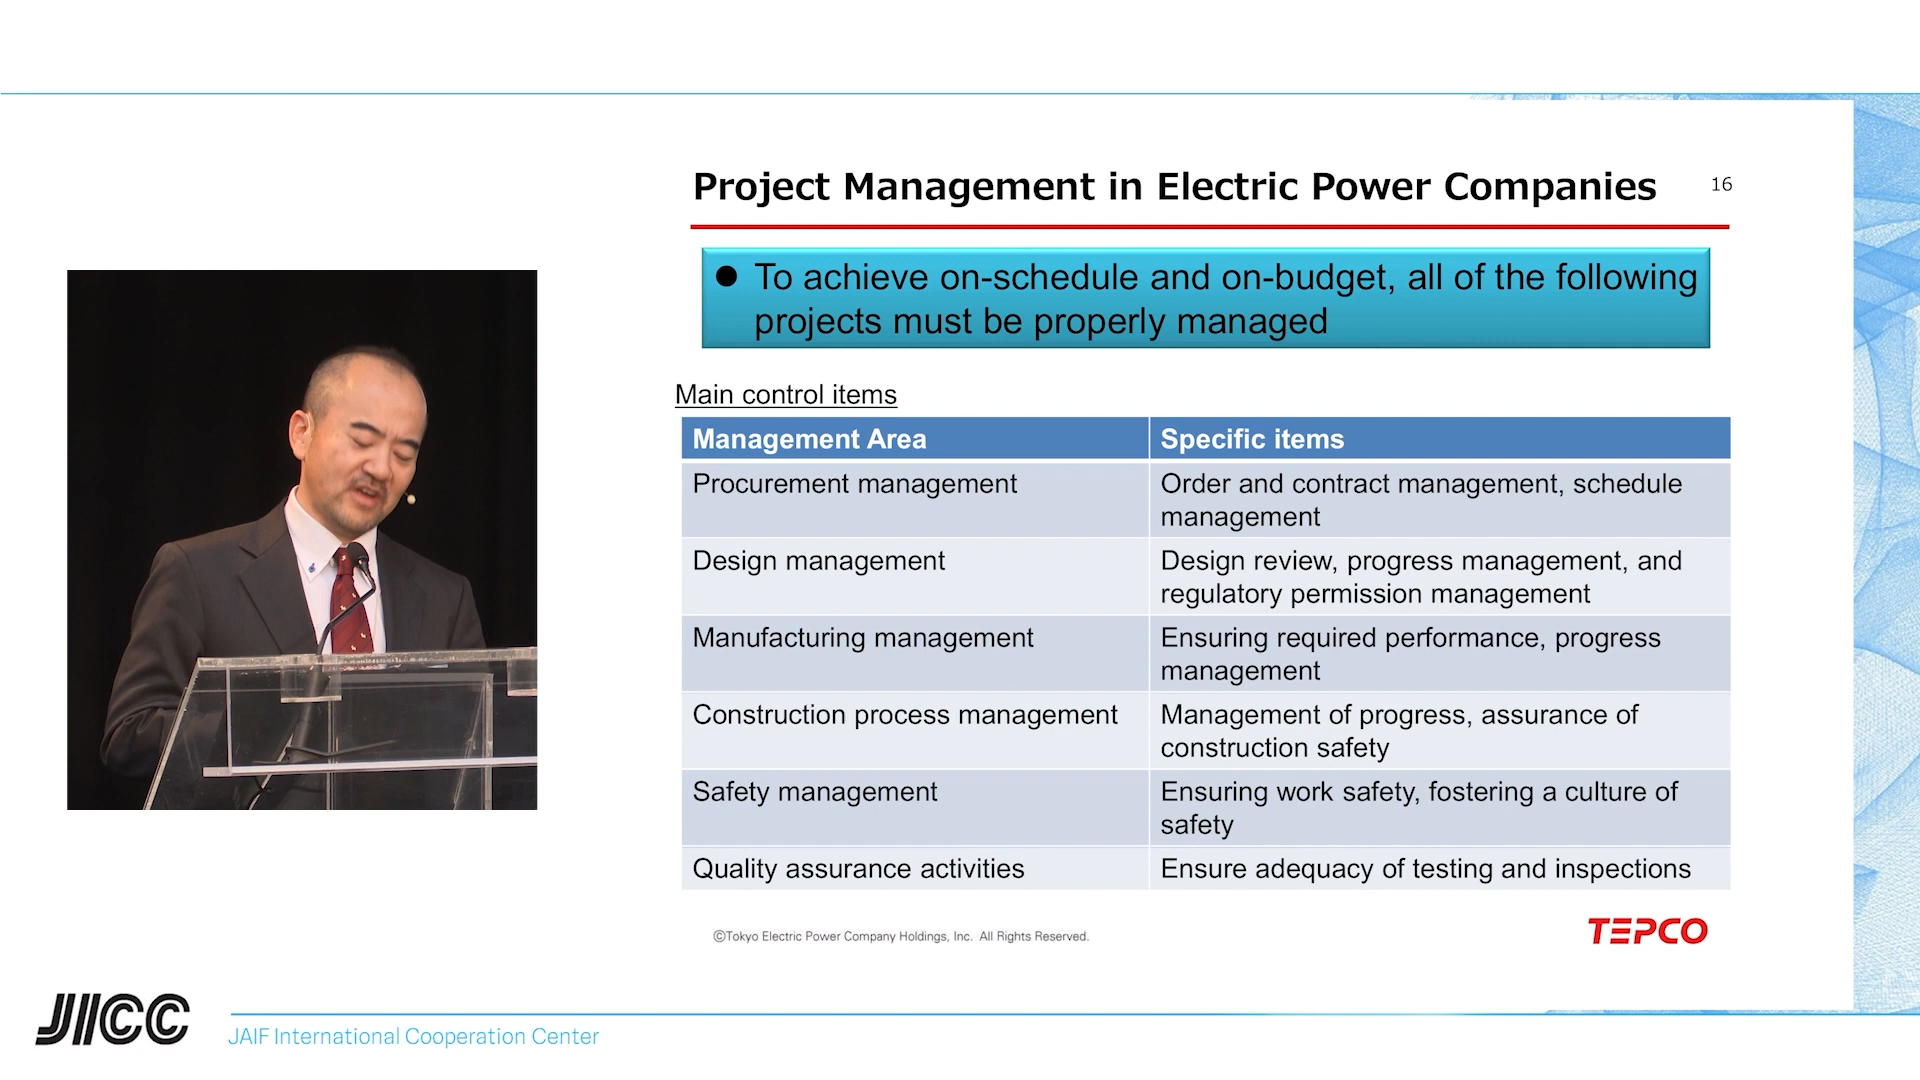 Project Management in Electric Power Companies
16
● To achieve on-schedule and on-budget, all of the following
projects must be properly managed
Main control items
Management Area
Specific items
Procurement management
Order and contract management, schedule
management
Design management
Design review, progress management, and
regulatory permission management
Manufacturing management
Ensuring required performance, progress
management
Construction process management
Management of progress, assurance of
construction safety
Safety management
Ensuring work safety, fostering a culture of
safety
Quality assurance activities
Ensure adequacy of testing and inspections
©Tokyo Electric Power Company Holdings, Inc. All Rights Reserved.
TEPCO
JICC
JAIF International Cooperation Center